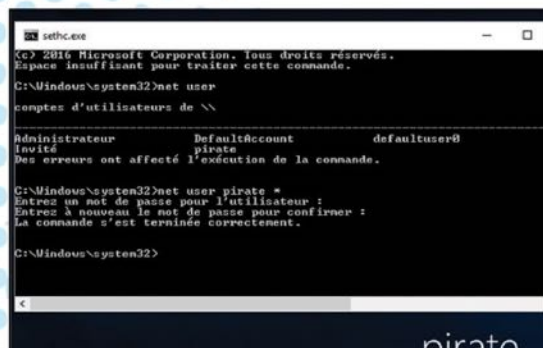 sethc.exe
(c) 2016 Microsoft Corporation. Tous droits réservés.
Espace insuffisant pour traiter cette commande.
C:\Windows\system32>net user
comptes d'utilisateurs de \\
Administrateur DefaultAccount defaultuser0
Invité pirate
Des erreurs ont affecté l'exécution de la commande.
C:\Windows\system32>net user pirate *
Entrez un mot de passe pour l'utilisateur :
Entrez à nouveau le mot de passe pour confirmer :
La commande s'est terminée correctement.
C:\Windows\system32>
pirate